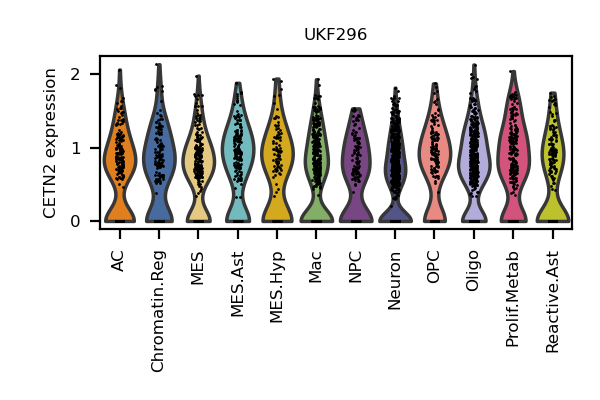 UKF296
CETN2 expression
2
1
0
AC
Chromatin.Reg
MES
MES.Ast
MES.Hyp
Mac
NPC
Neuron
OPC
Oligo
Prolif.Metab
Reactive.Ast